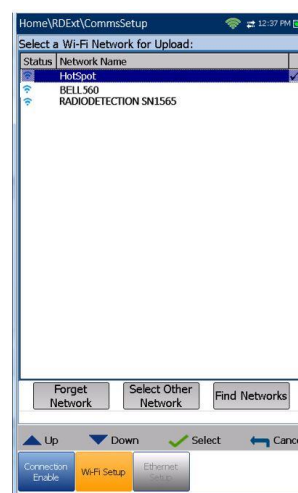 Home\RDExt\CommsSetup 12:37 PM
Select a Wi-Fi Network for Upload:
Status Network Name
HotSpot
BELL560
RADIODETECTION SN1565
Forget Network
Select Other Network
Find Networks
Up Down Select Cance
Connection Enable
Wi-Fi Setup
Ethernet Setup